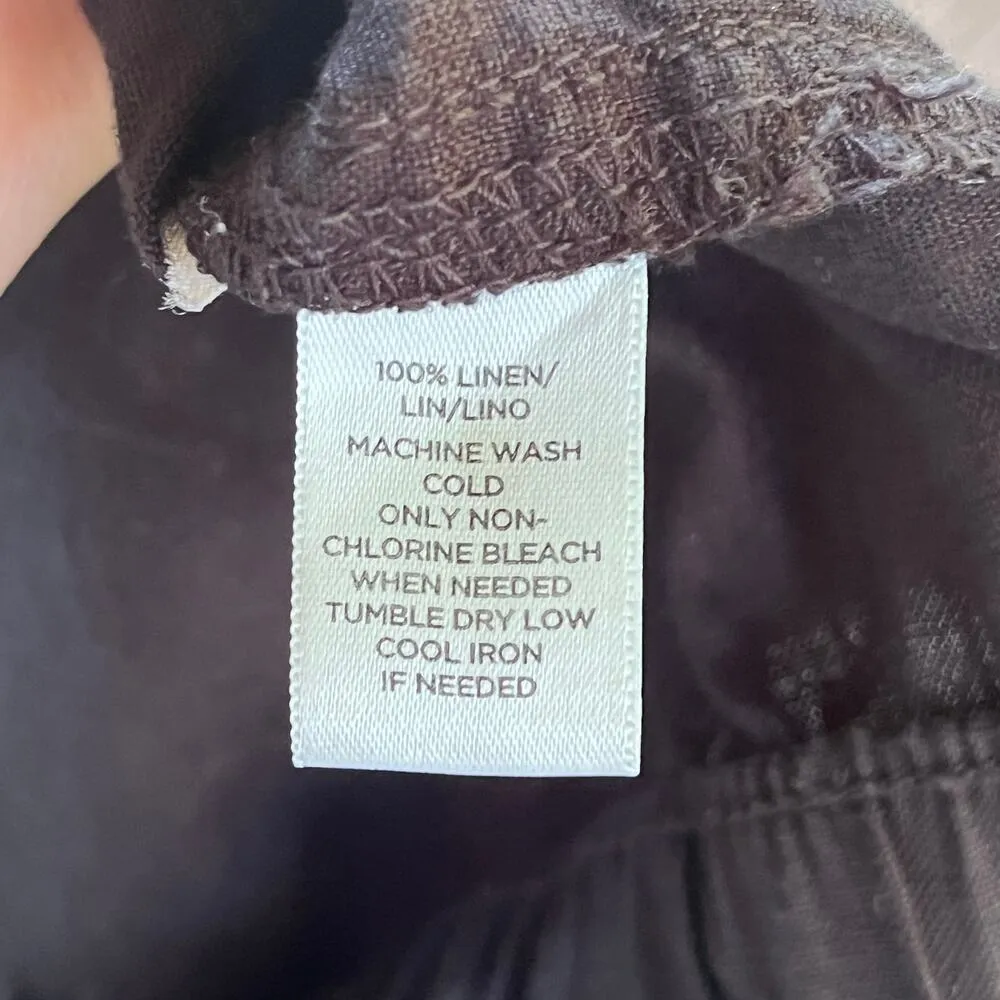 100% LINEN/
LIN/LINO
MACHINE WASH
COLD
ONLY NON-
CHLORINE BLEACH
WHEN NEEDED
TUMBLE DRY LOW
COOL IRON
IF NEEDED